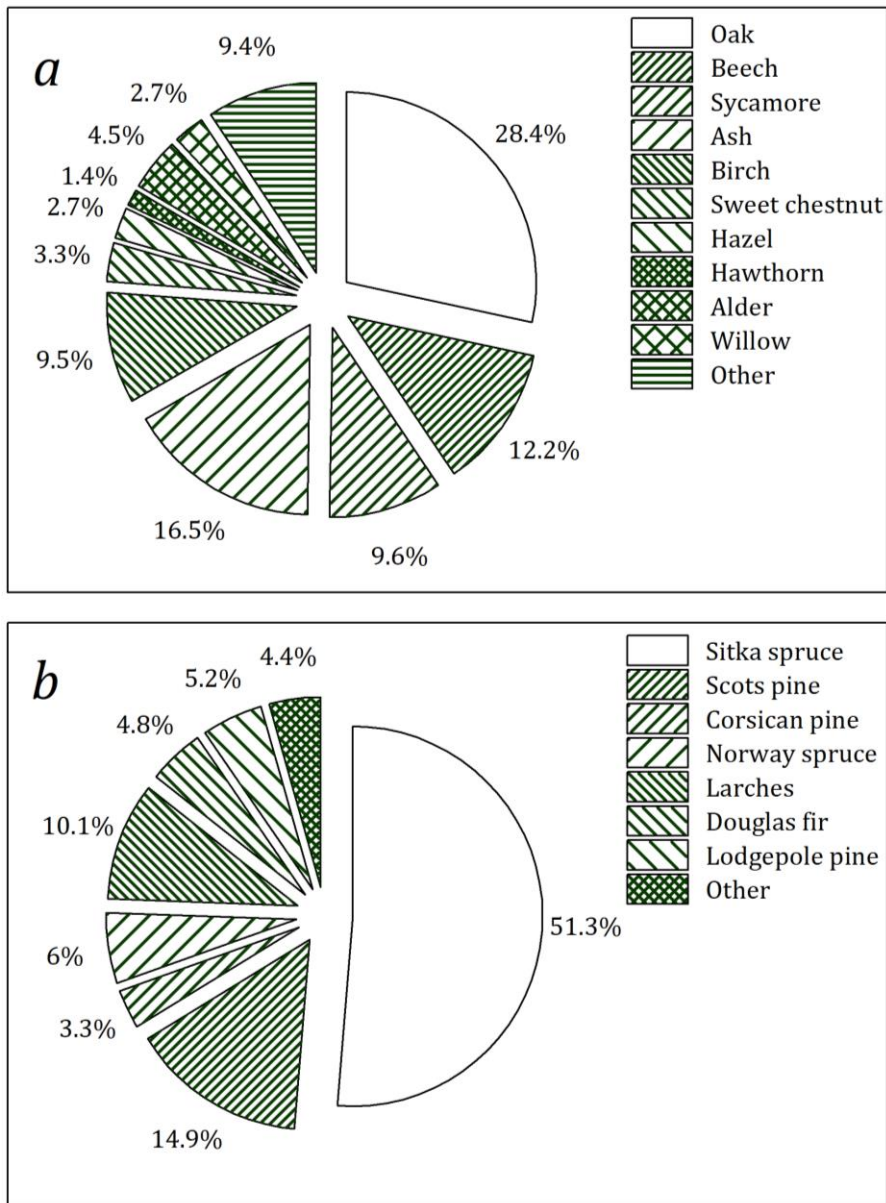 a
9.4%
2.7%
4.5%
1.4%
2.7%
3.3%
9.5%
16.5%
9.6%
12.2%
28.4%
Oak
Beech
Sycamore
Ash
Birch
Sweet chestnut
Hazel
Hawthorn
Alder
Willow
Other
b
4.4%
5.2%
4.8%
10.1%
6%
3.3%
14.9%
51.3%
Sitka spruce
Scots pine
Corsican pine
Norway spruce
Larches
Douglas fir
Lodgepole pine
Other